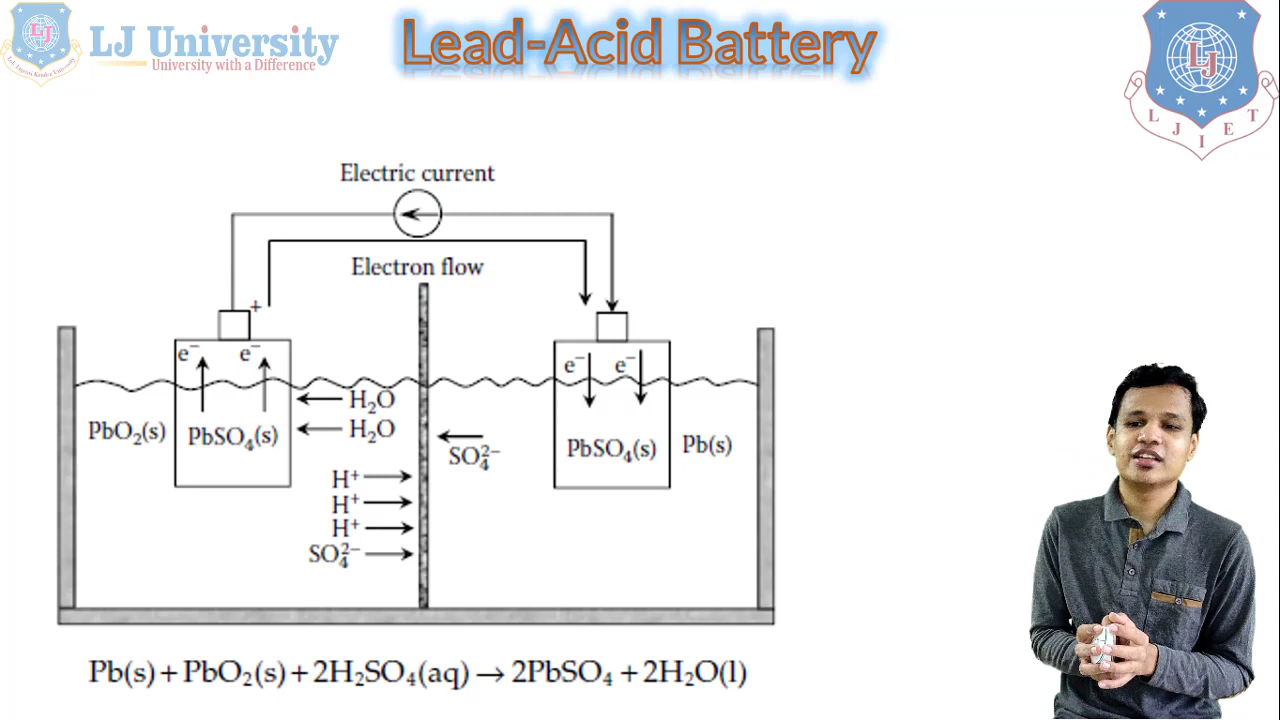 LJ University
University with a Difference
Lead-Acid Battery
LJ
L J I E T
Electric current
Electron flow
+
e⁻ e⁻
e⁻ e⁻
H₂O
PbO₂(s) PbSO₄(s) H₂O
SO₄²⁻
PbSO₄(s) Pb(s)
H⁺
H⁺
H⁺
SO₄²⁻
Pb(s) + PbO₂(s) + 2H₂SO₄(aq) → 2PbSO₄ + 2H₂O(l)